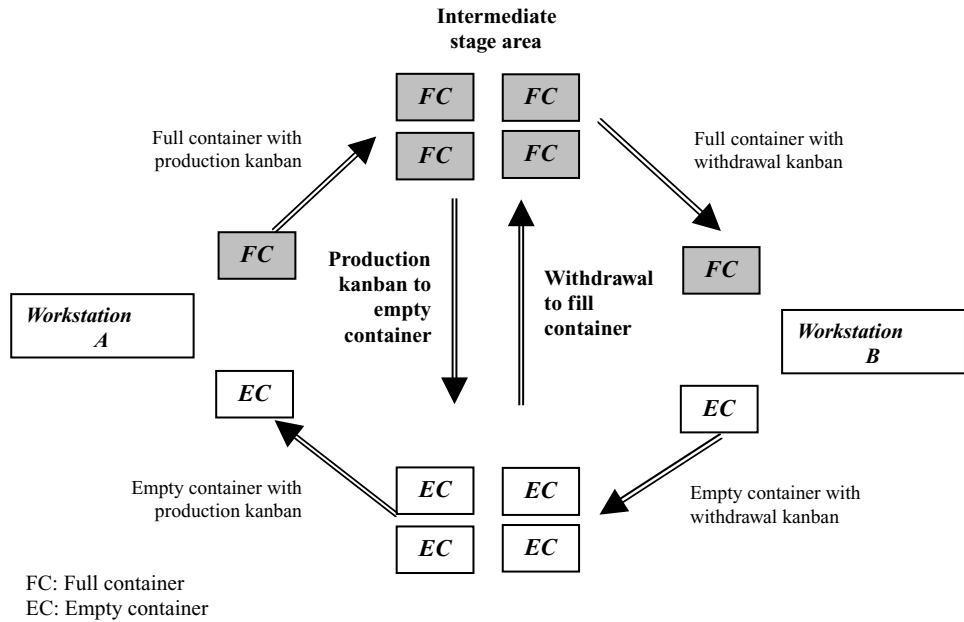 Intermediate
stage area
FC FC
FC FC
Full container with
production kanban
Full container with
withdrawal kanban
FC
FC
Production
kanban to
empty
container
Withdrawal
to fill
container
Workstation
A
Workstation
B
EC
EC
EC EC
EC EC
Empty container with
production kanban
Empty container with
withdrawal kanban
FC: Full container
EC: Empty container